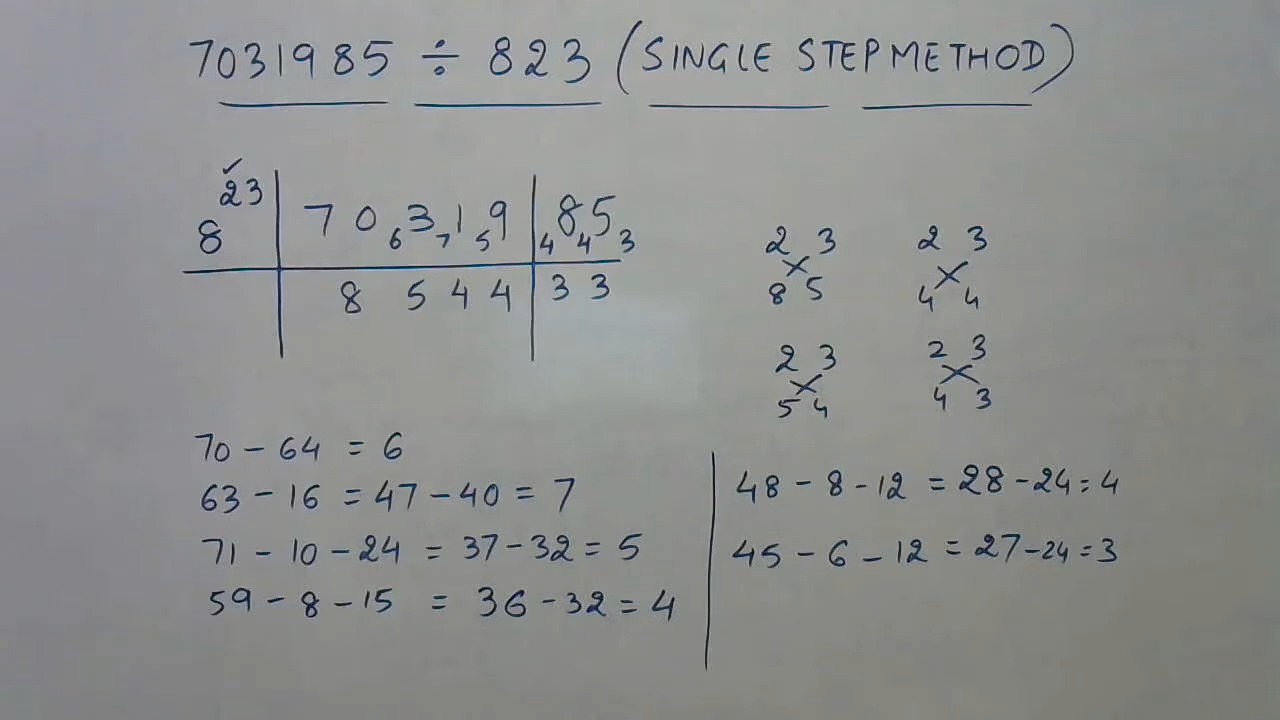 7031985 ÷ 823 (SINGLE STEP METHOD)
8 23 ✓ | 7 0 6 3 7 1 5 9 | 4 8 4 5 3
8 5 4 4 | 3 3
2 3
8 5
2 3
4 4
2 3
5 4
2 3
4 3
70 - 64 = 6
63 - 16 = 47 - 40 = 7
71 - 10 - 24 = 37 - 32 = 5
59 - 8 - 15 = 36 - 32 = 4
48 - 8 - 12 = 28 - 24 = 4
45 - 6 - 12 = 27 - 24 = 3